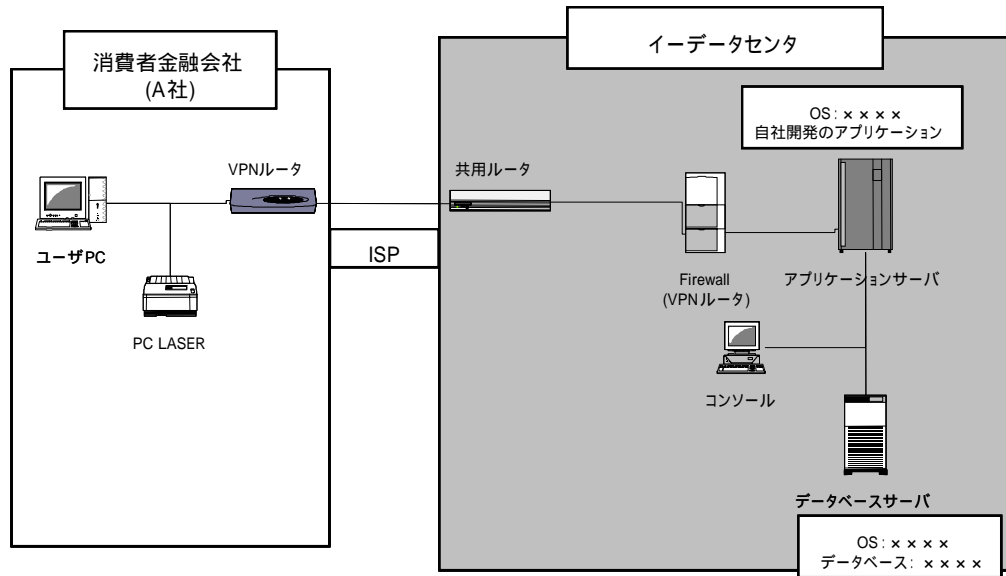 消費者金融会社
(A社)
イーデータセンタ
OS：××××
自社開発のアプリケーション
VPNルータ
共用ルータ
ユーザPC
ISP
Firewall
(VPNルータ)
アプリケーションサーバ
PC LASER
コンソール
データベースサーバ
OS：××××
データベース：××××